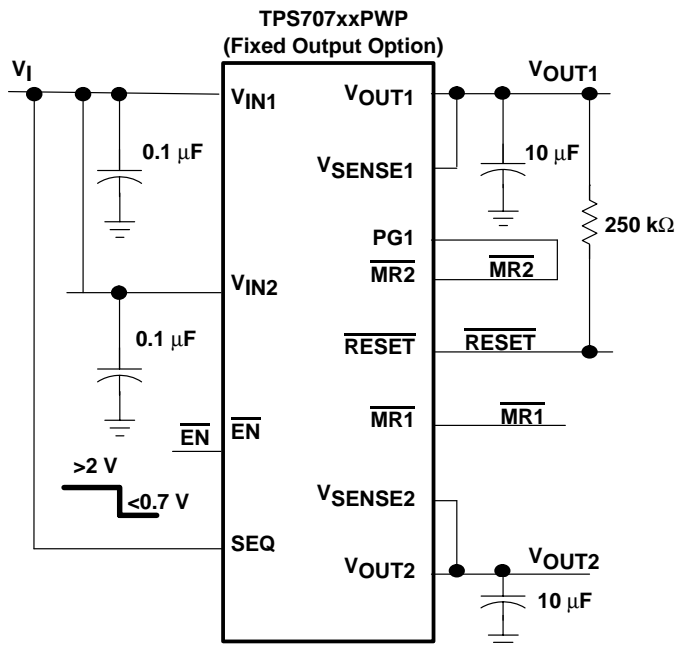 TPS707xxPWP
(Fixed Output Option)
VI
VOUT1
VIN1
VOUT1
0.1 μF
10 μF
VSENSE1
250 kΩ
PG1
MR2
MR2
VIN2
0.1 μF
RESET
RESET
EN
EN
MR1
MR1
>2 V
<0.7 V
VSENSE2
SEQ
VOUT2
VOUT2
10 μF